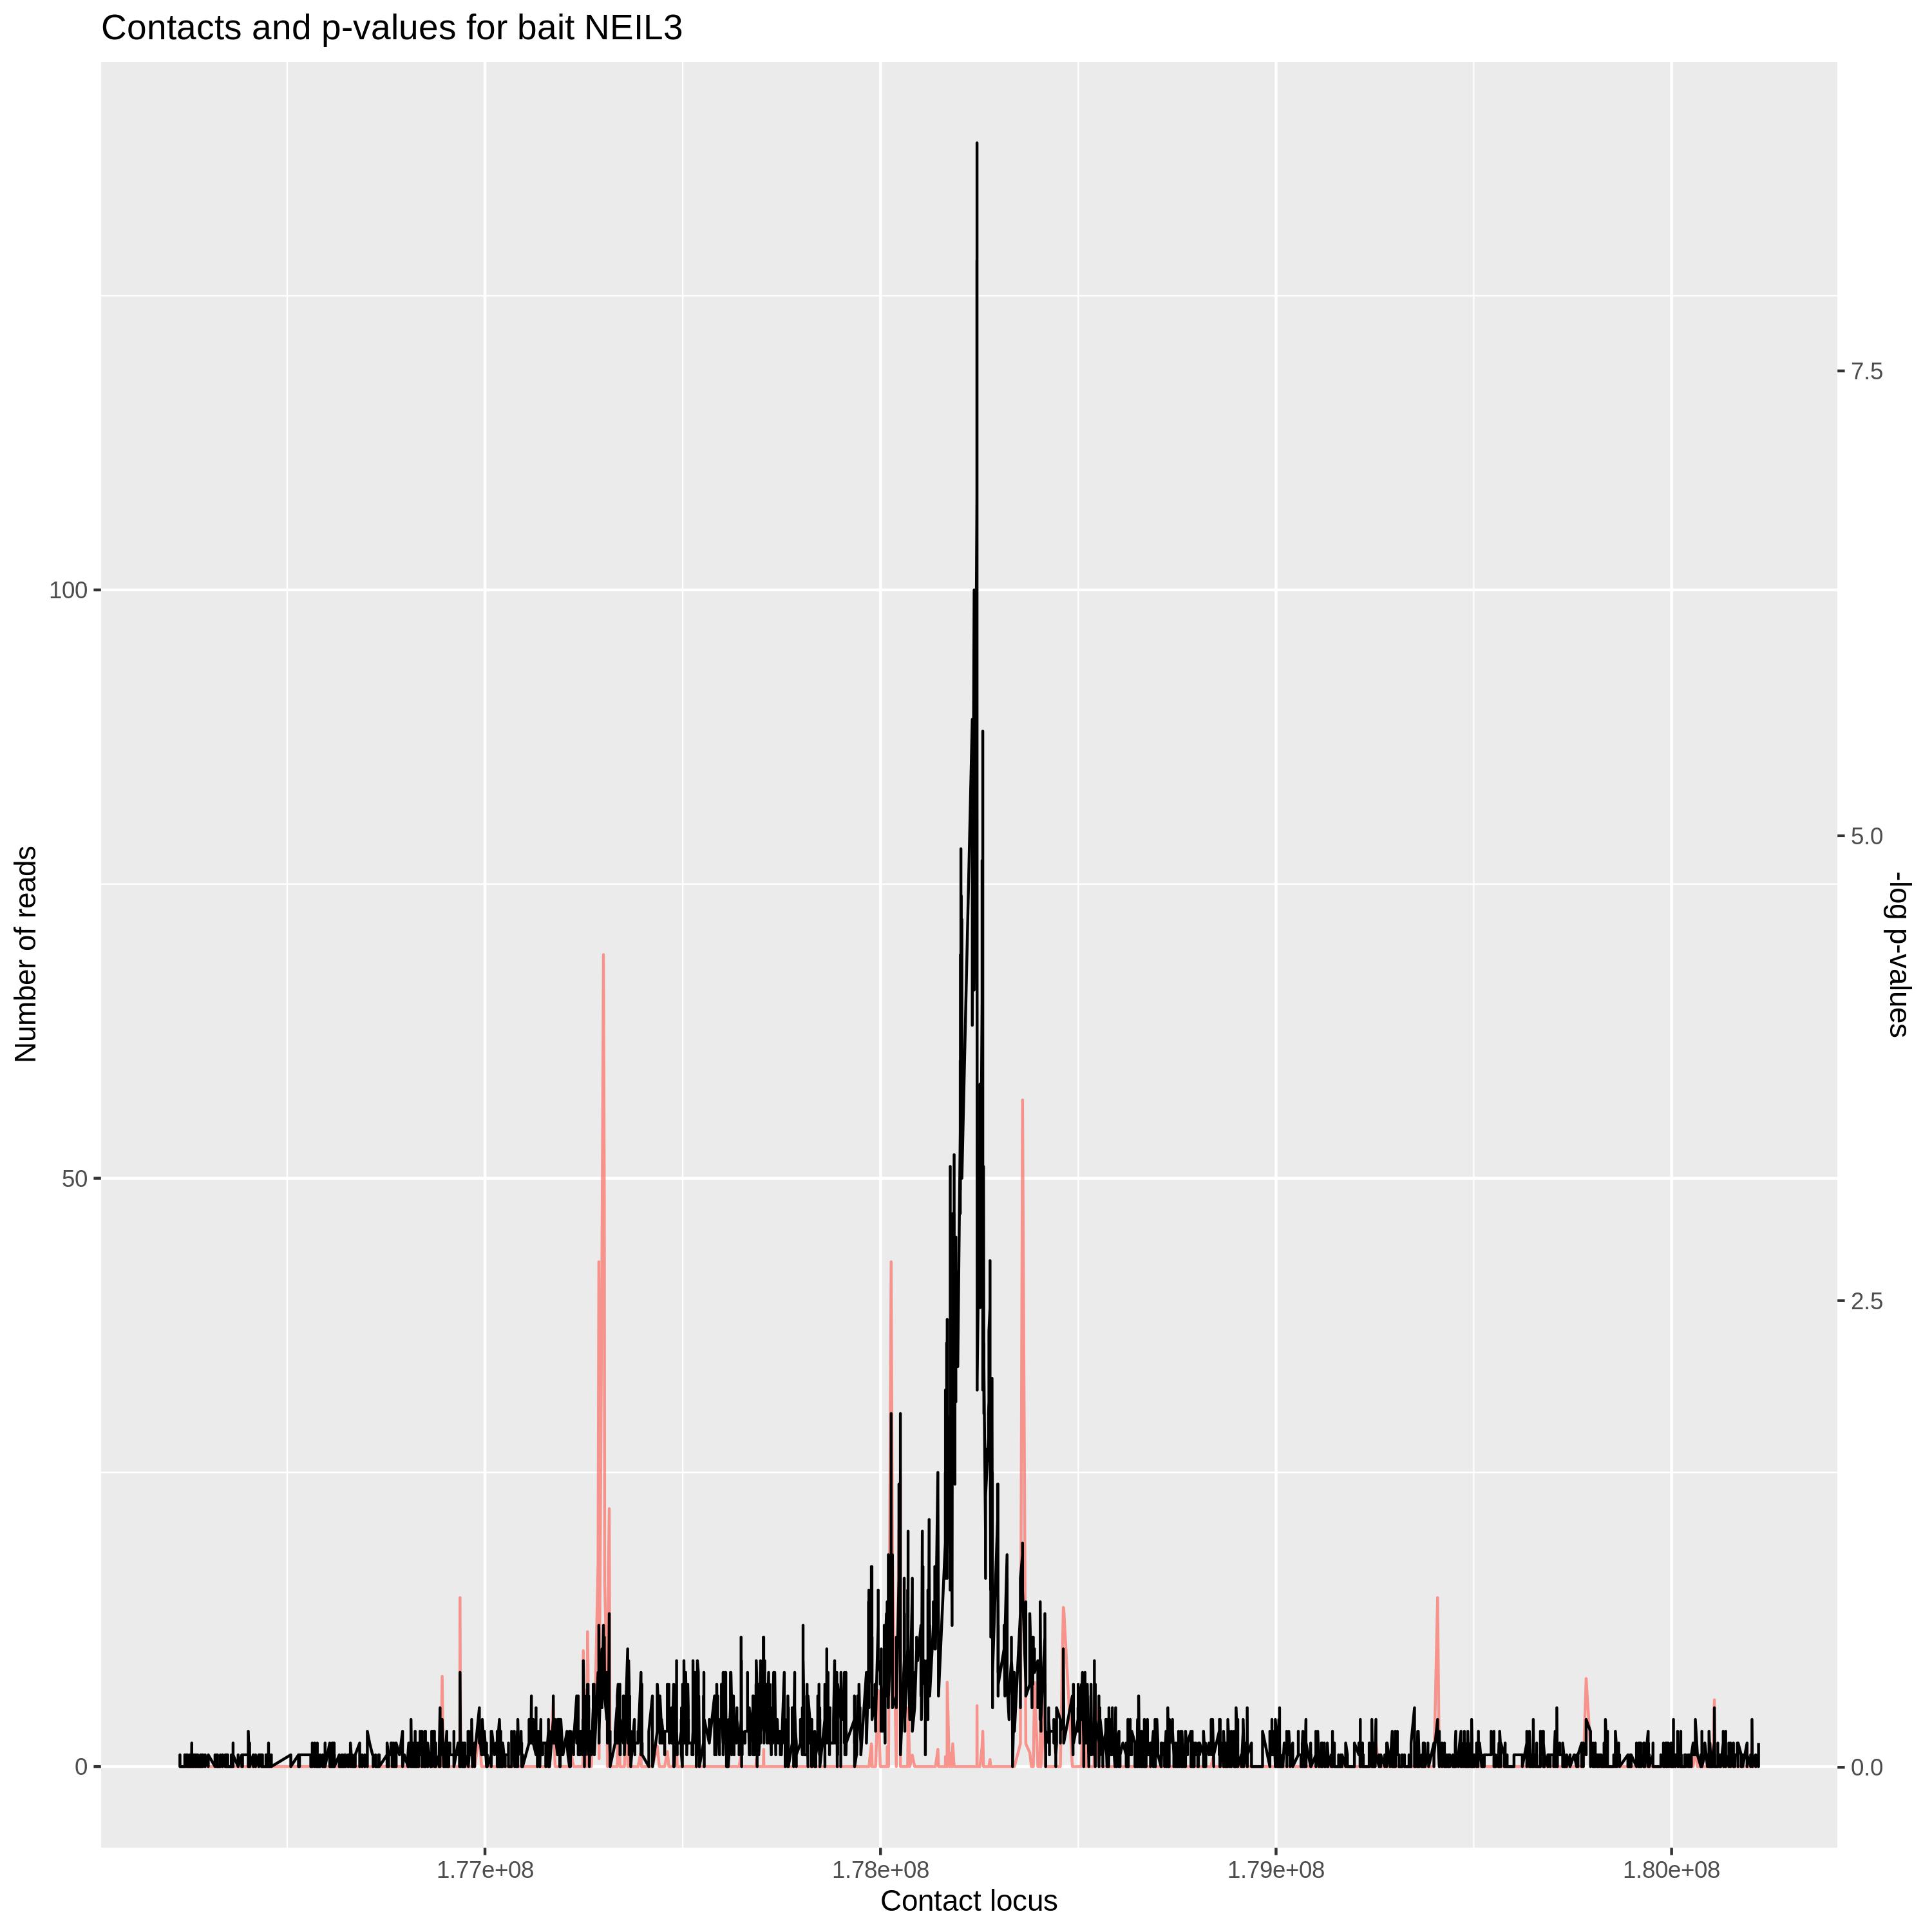 Contacts and p-values for bait NEIL3
Number of reads
100
50
0
7.5
5.0
2.5
0.0
-log p-values
1.77e+08
1.78e+08
1.79e+08
1.80e+08
Contact locus